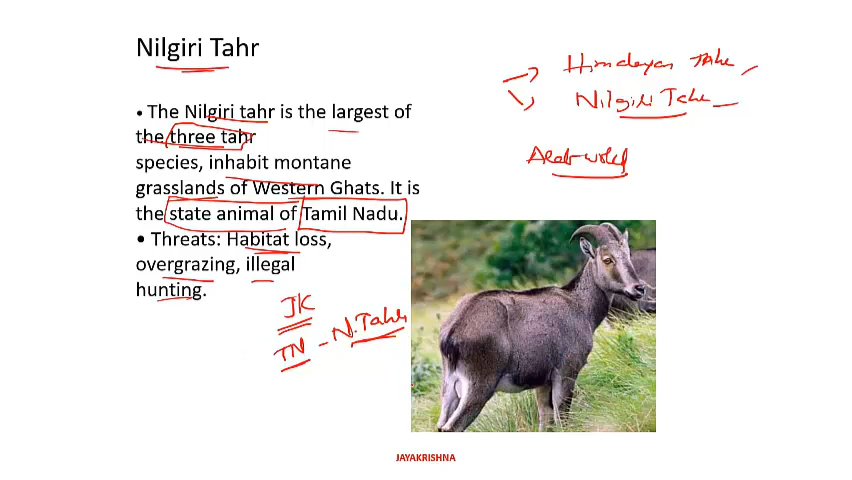 Nilgiri Tahr
• The Nilgiri tahr is the largest of
the three tahr
species, inhabit montane
grasslands of Western Ghats. It is
the state animal of Tamil Nadu.
• Threats: Habitat loss,
overgrazing, illegal
hunting.
Himalayan Tahr
Nilgiri Tahr
Arab world
JK
TN - N.Tahr
JAYAKRISHNA